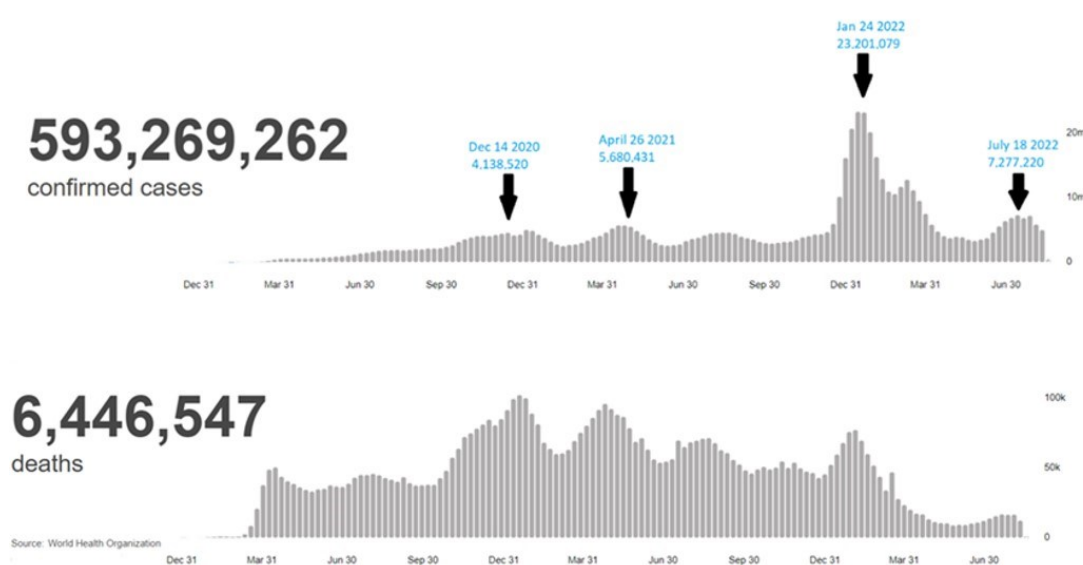 Jan 24 2022
23,201,079
593,269,262
confirmed cases
Dec 14 2020
4,138,520
April 26 2021
5,680,431
July 18 2022
7,277,220
20m
10m
0
Dec 31 Mar 31 Jun 30 Sep 30 Dec 31 Mar 31 Jun 30 Sep 30 Dec 31 Mar 31 Jun 30
6,446,547
deaths
100k
50k
0
Source: World Health Organization
Dec 31 Mar 31 Jun 30 Sep 30 Dec 31 Mar 31 Jun 30 Sep 30 Dec 31 Mar 31 Jun 30